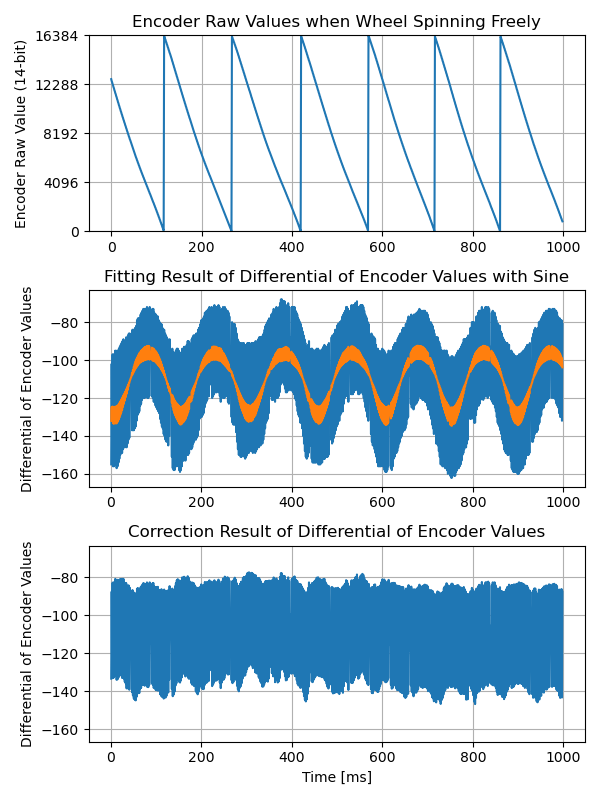 Encoder Raw Values when Wheel Spinning Freely
Encoder Raw Value (14-bit)
16384
12288
8192
4096
0
0 200 400 600 800 1000
Fitting Result of Differential of Encoder Values with Sine
Differential of Encoder Values
−80
−100
−120
−140
−160
0 200 400 600 800 1000
Correction Result of Differential of Encoder Values
Differential of Encoder Values
−80
−100
−120
−140
−160
0 200 400 600 800 1000
Time [ms]